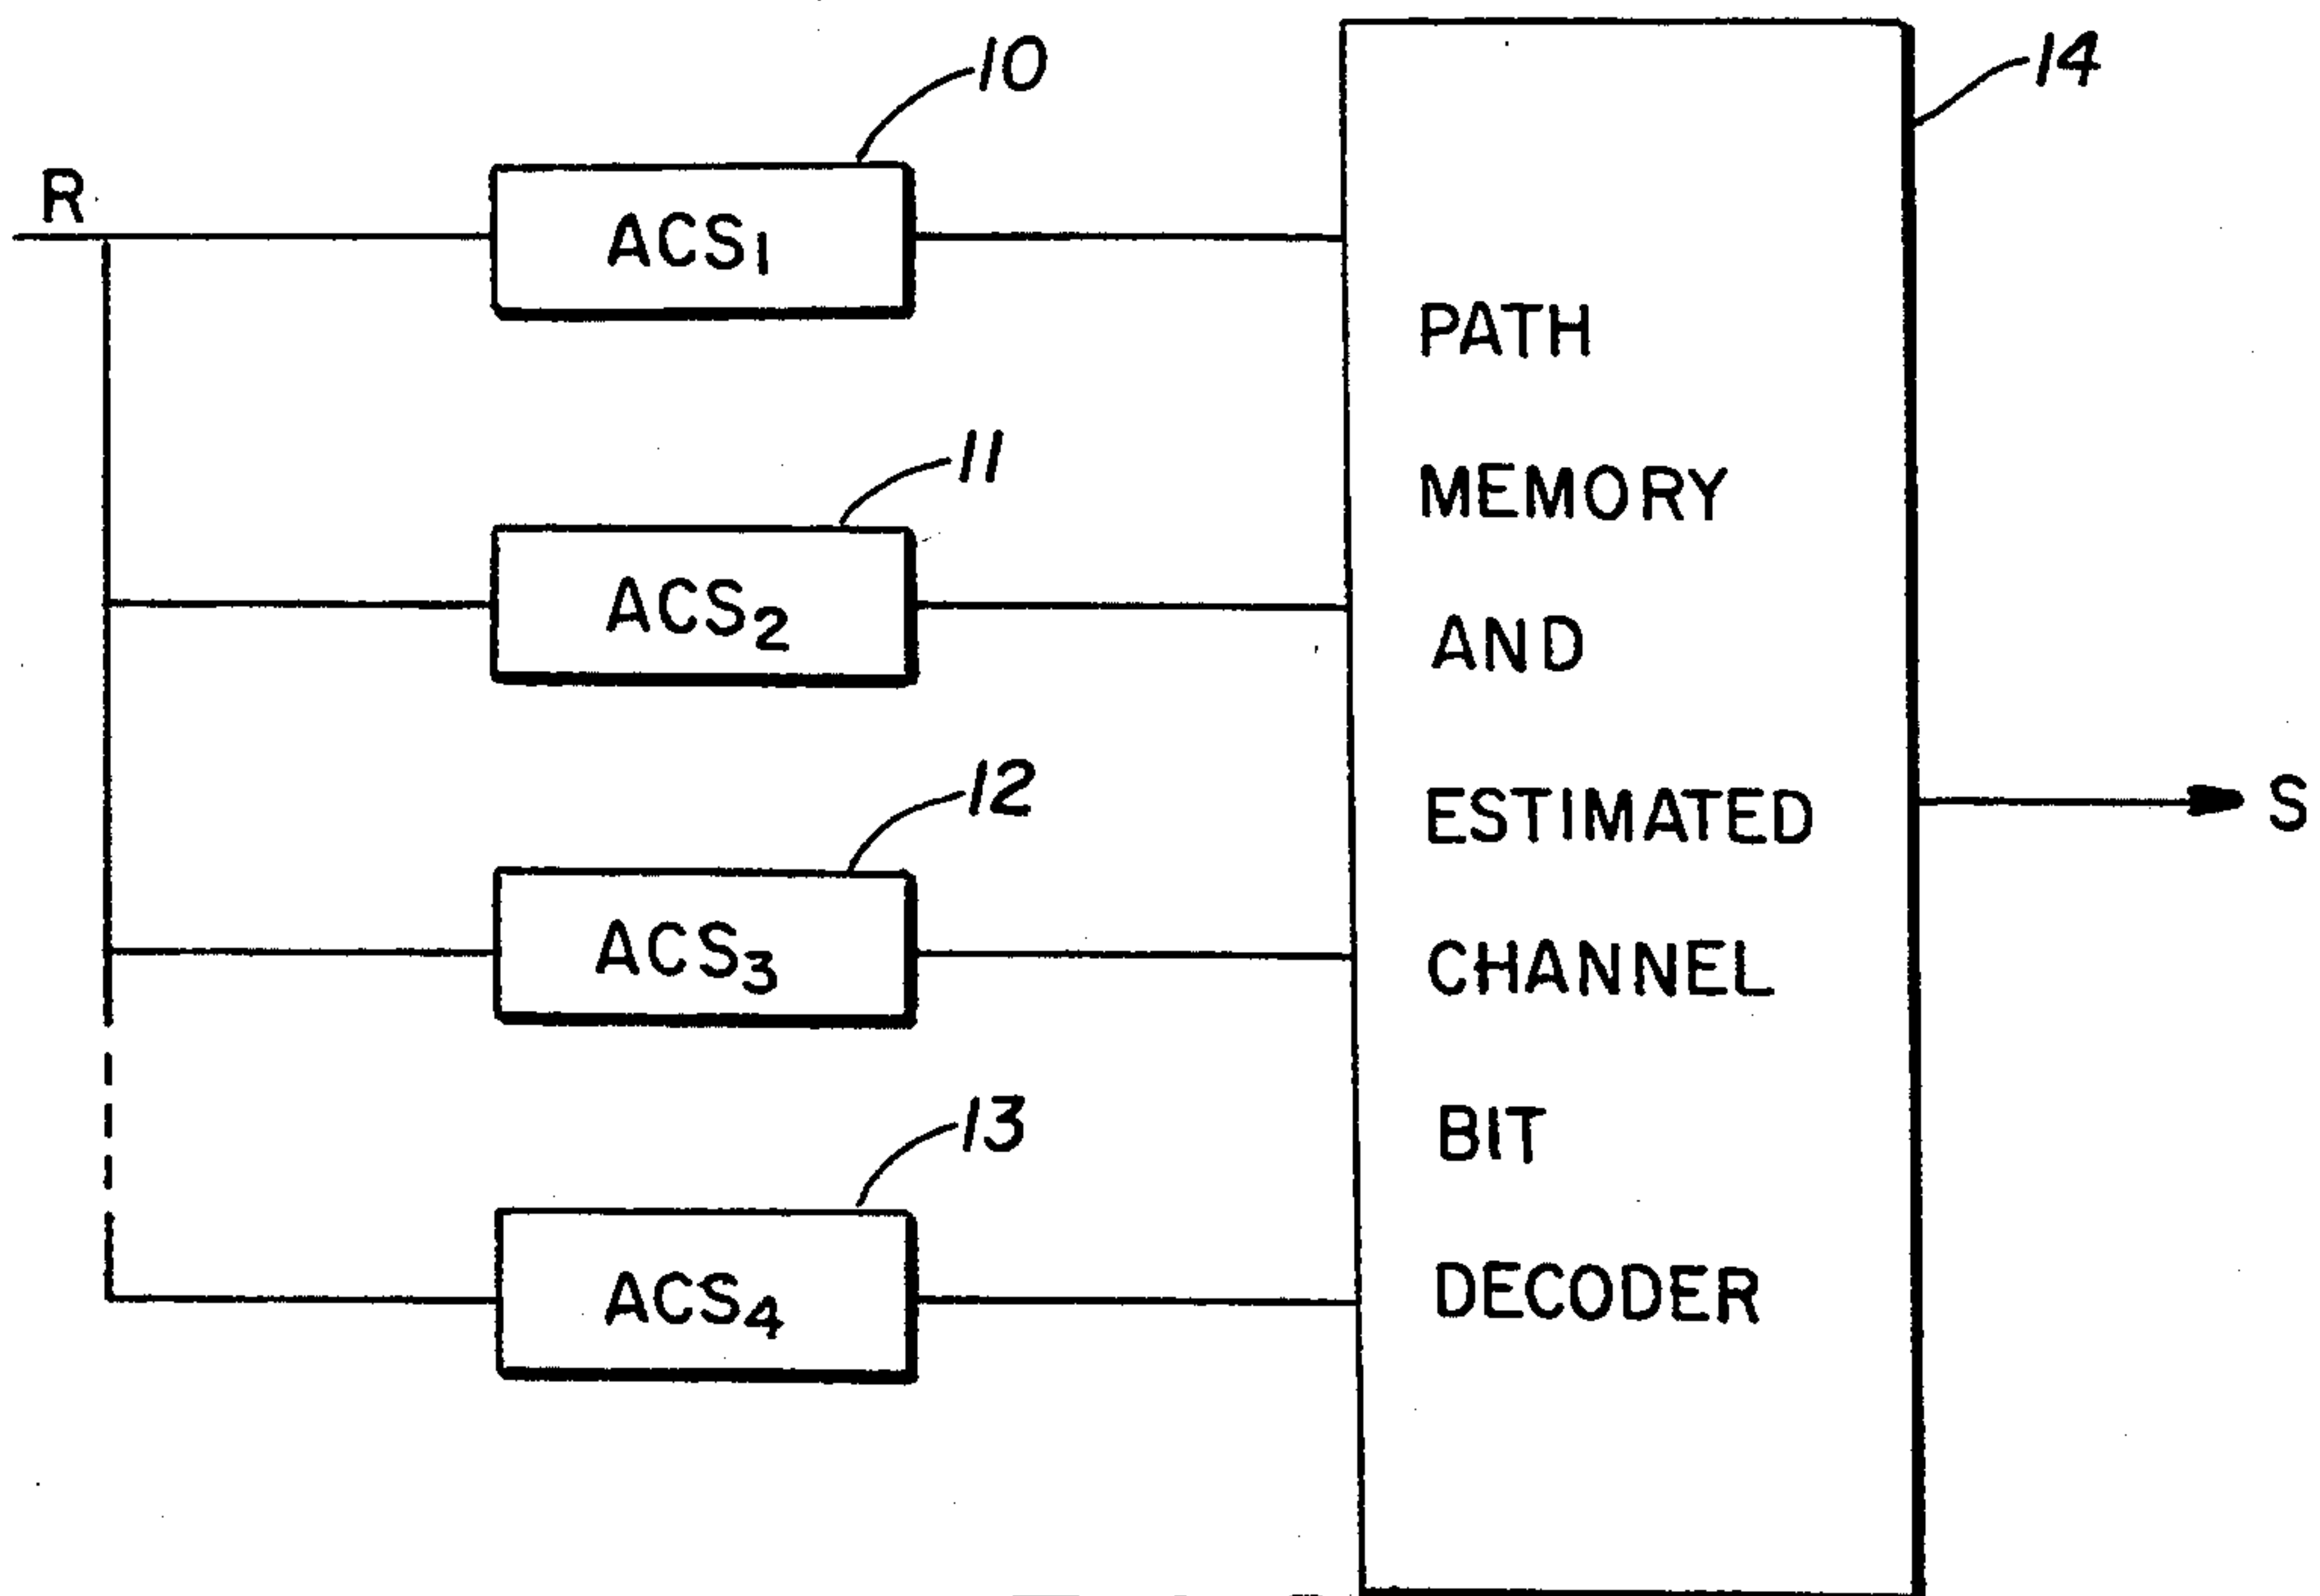 10
14
R
ACS1
PATH
11
MEMORY
ACS2
AND
12
ESTIMATED
S
ACS3
CHANNEL
13
BIT
ACS4
DECODER